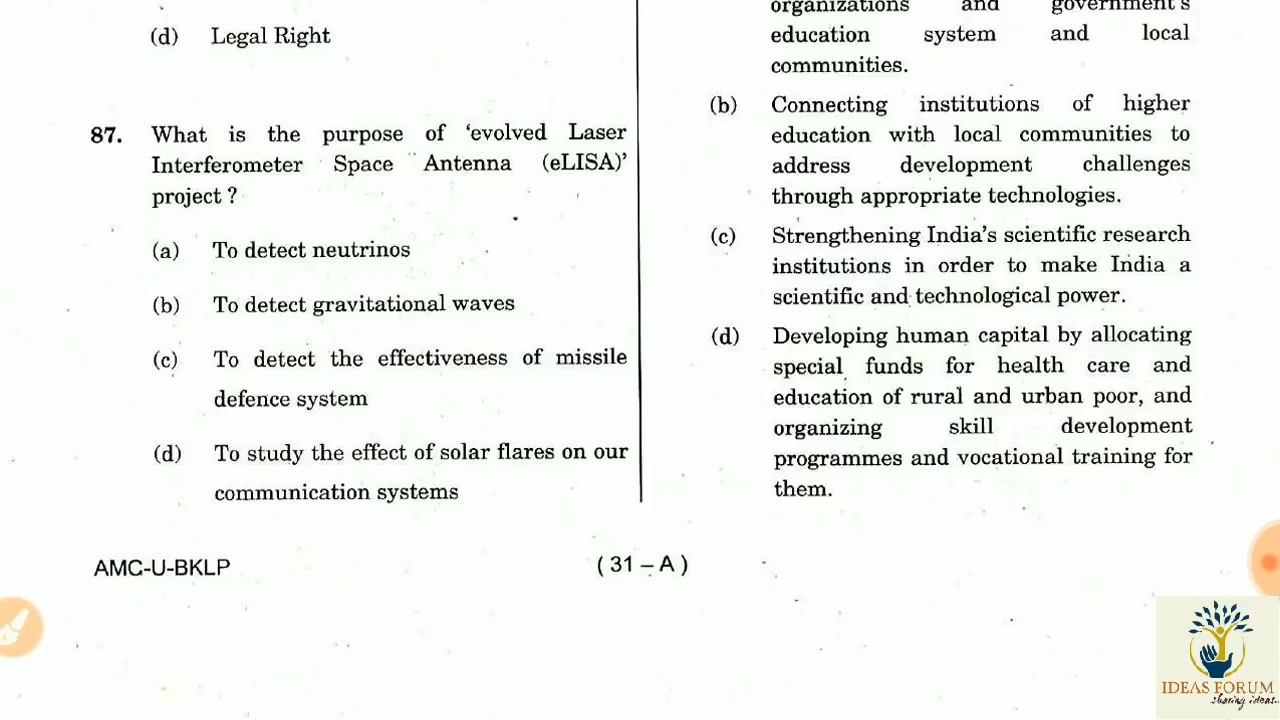 (d) Legal Right
87. What is the purpose of ‘evolved Laser
Interferometer Space Antenna (eLISA)’
project ?
(a) To detect neutrinos
(b) To detect gravitational waves
(c) To detect the effectiveness of missile
defence system
(d) To study the effect of solar flares on our
communication systems
organizations and government's
education system and local
communities.
(b) Connecting institutions of higher
education with local communities to
address development challenges
through appropriate technologies.
(c) Strengthening India's scientific research
institutions in order to make India a
scientific and technological power.
(d) Developing human capital by allocating
special funds for health care and
education of rural and urban poor, and
organizing skill development
programmes and vocational training for
them.
AMC-U-BKLP
( 31 – A )
IDEAS FORUM
sharing ideas..